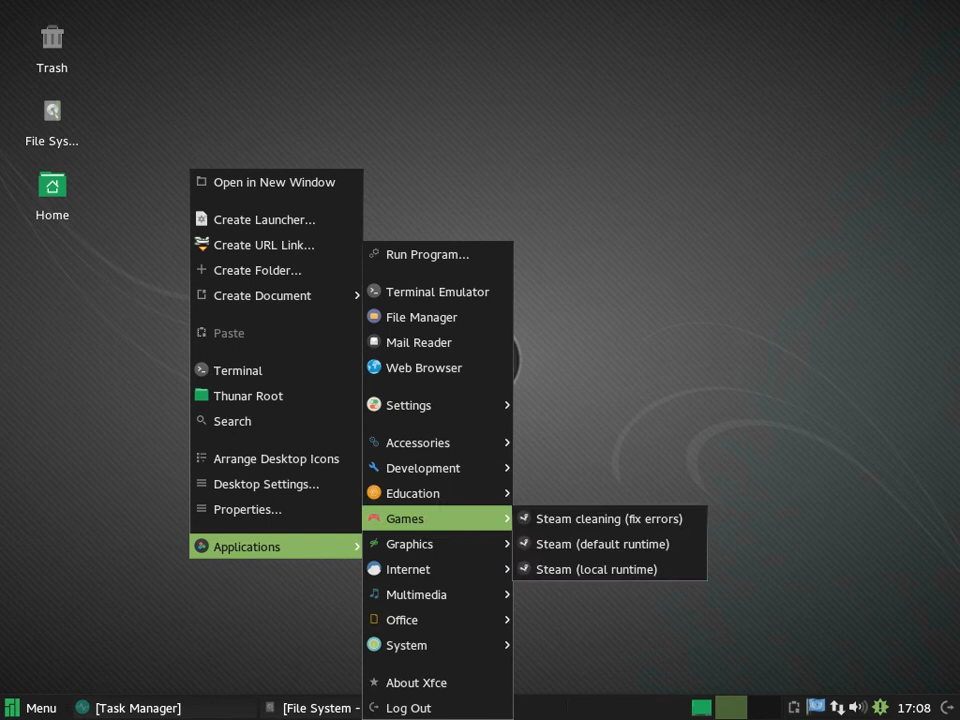 Trash
File Sys...
Home
Open in New Window
Create Launcher...
Create URL Link...
Create Folder...
Create Document
Paste
Terminal
Thunar Root
Search
Arrange Desktop Icons
Desktop Settings...
Properties...
Applications
Run Program...
Terminal Emulator
File Manager
Mail Reader
Web Browser
Settings
Accessories
Development
Education
Games
Graphics
Internet
Multimedia
Office
System
About Xfce
Log Out
Steam cleaning (fix errors)
Steam (default runtime)
Steam (local runtime)
Menu
[Task Manager]
[File System -
17:08